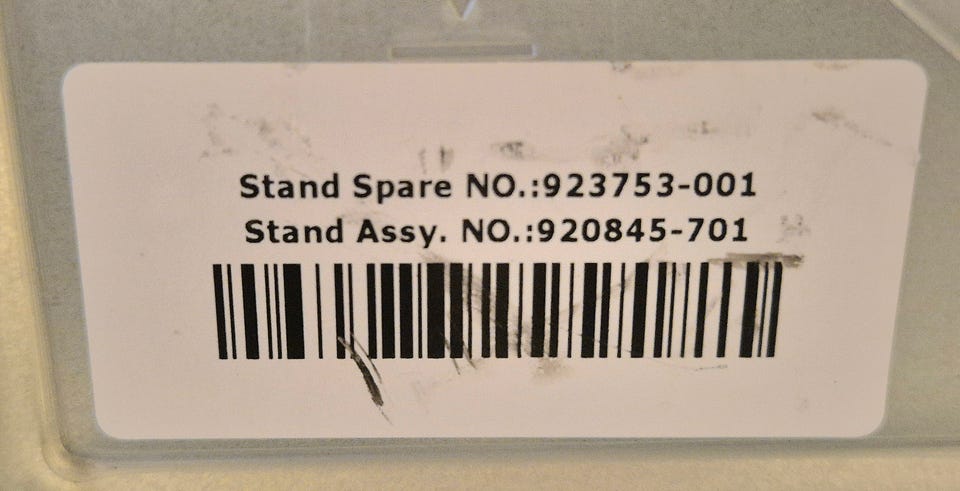 Stand Spare NO.:923753-001
Stand Assy. NO.:920845-701